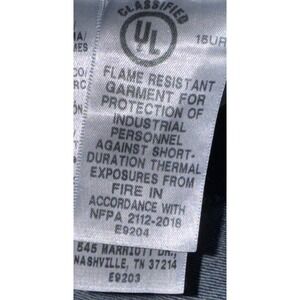 CLASSIFIED
UL
15UR
FLAME RESISTANT
GARMENT FOR
PROTECTION OF
INDUSTRIAL
PERSONNEL
AGAINST SHORT-
DURATION THERMAL
EXPOSURES FROM
FIRE IN
ACCORDANCE WITH
NFPA 2112-2018
E9204
545 MARRIOTT DR.,
NASHVILLE, TN 37214
E9203